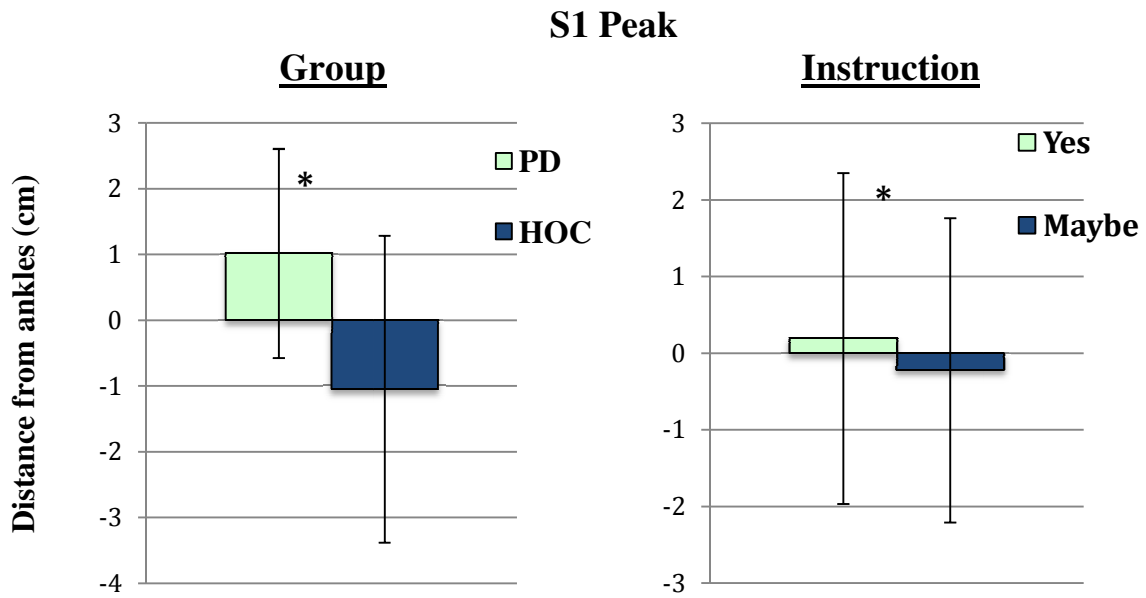 S1 Peak
Group
Distance from ankles (cm)
3
2
1
0
-1
-2
-3
-4
*
PD
HOC
Instruction
3
2
1
0
-1
-2
-3
*
Yes
Maybe